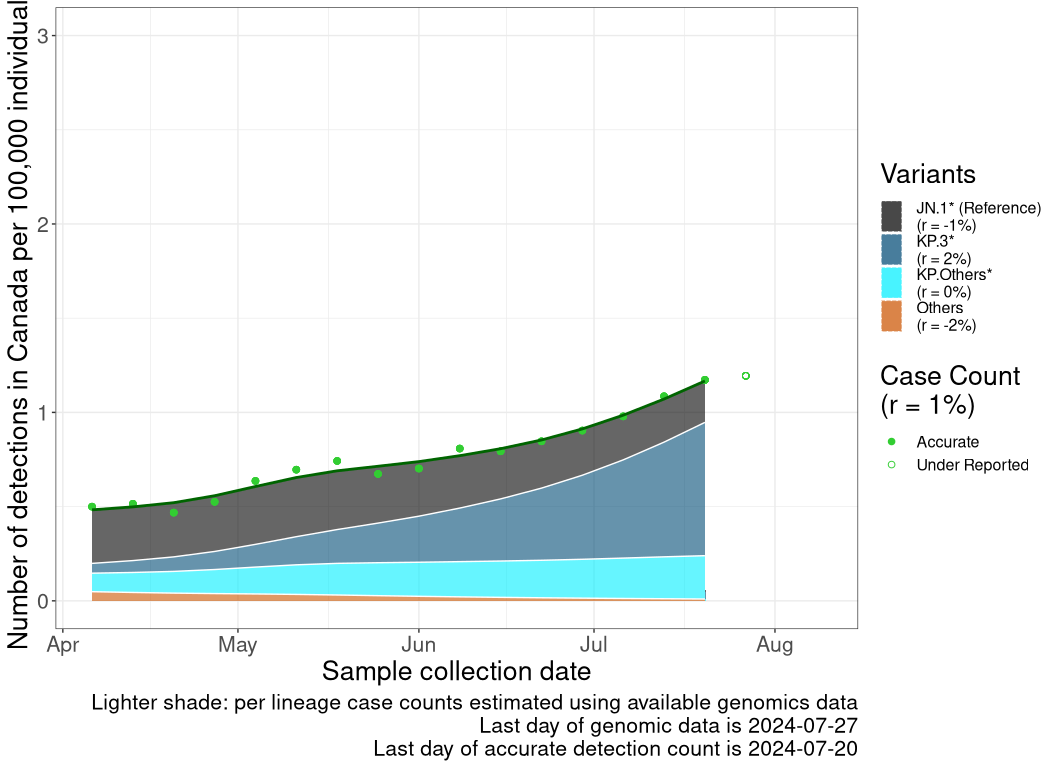 Number of detections in Canada per 100,000 individual
3
2
1
0
Apr
May
Jun
Jul
Aug
Sample collection date
Lighter shade: per lineage case counts estimated using available genomics data
Last day of genomic data is 2024-07-27
Last day of accurate detection count is 2024-07-20
Variants
JN.1* (Reference)
(r = -1%)
KP.3*
(r = 2%)
KP.Others*
(r = 0%)
Others
(r = -2%)
Case Count
(r = 1%)
Accurate
Under Reported